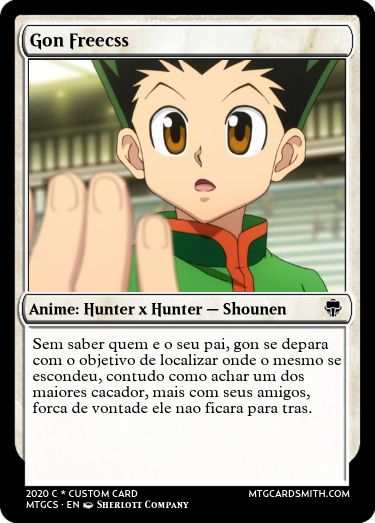 Gon Freecss
Anime: Hunter x Hunter — Shounen
Sem saber quem e o seu pai, gon se depara
com o objetivo de localizar onde o mesmo se
escondeu, contudo como achar um dos
maiores cacador, mais com seus amigos,
forca de vontade ele nao ficara para tras.
2020 C * CUSTOM CARD
MTGCARDSMITH.COM
MTGCS · EN SHERLOTT COMPANY